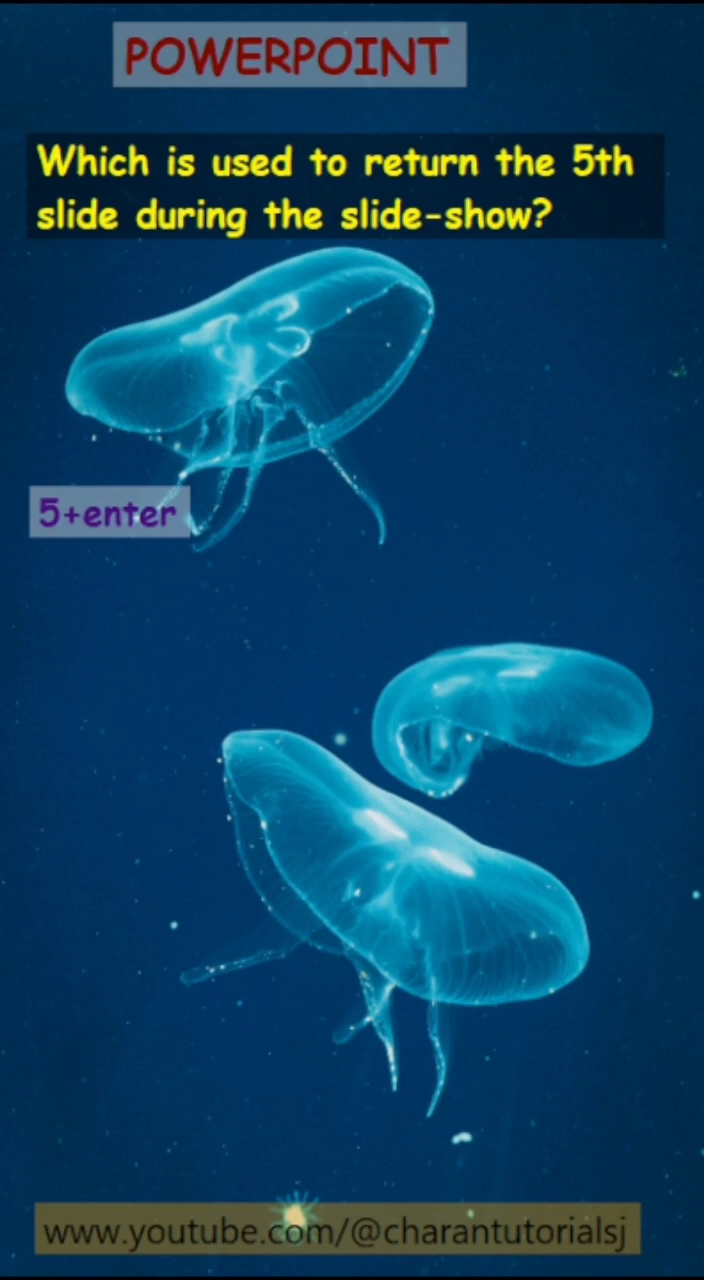 POWERPOINT
Which is used to return the 5th
slide during the slide-show?
5+enter
www.youtube.com/@charantutorialsj